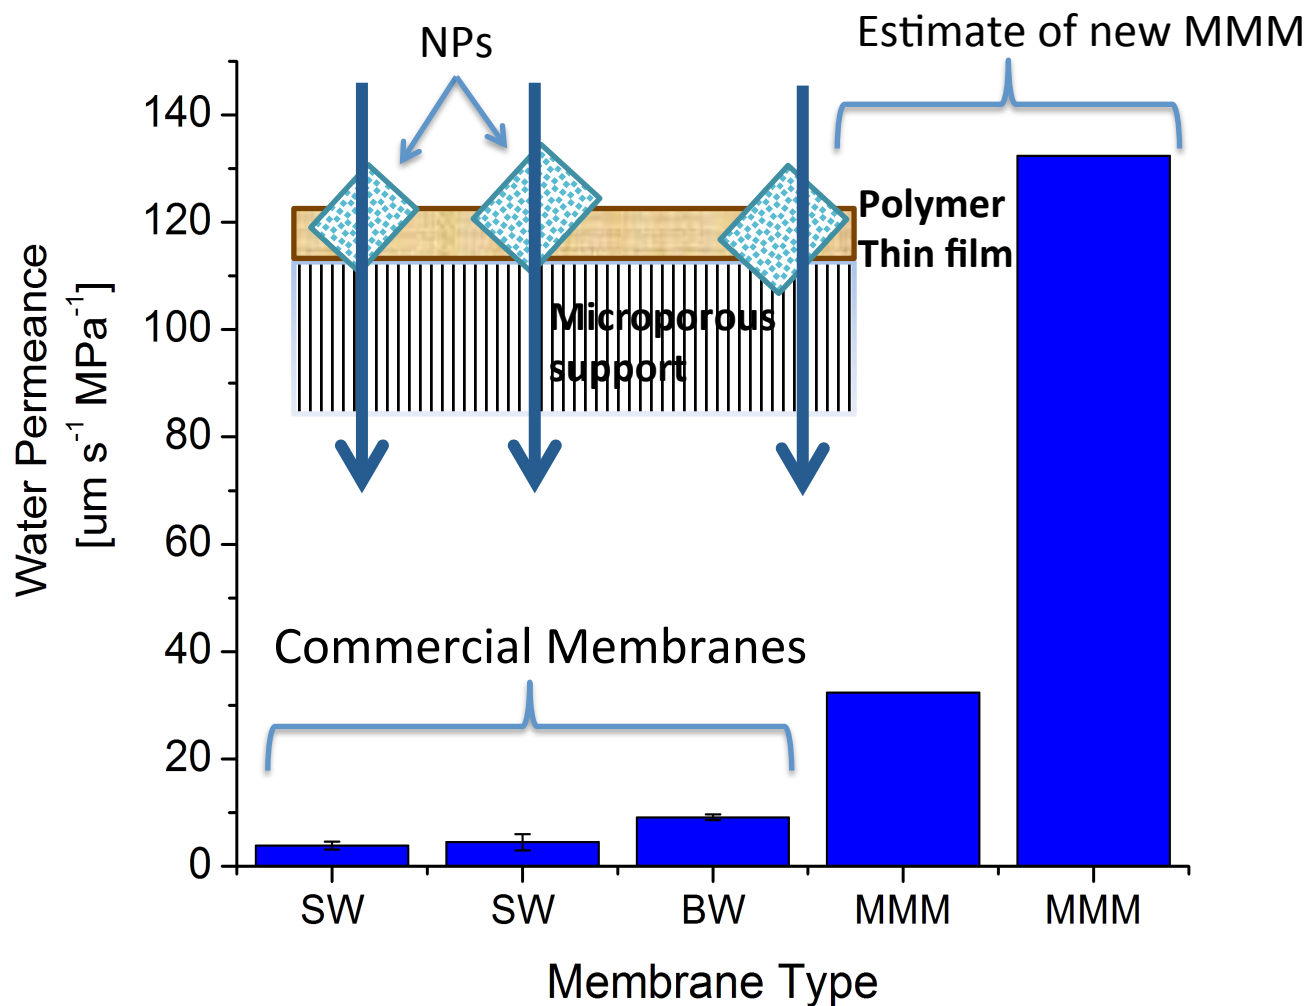 NPs
Estimate of new MMM
Polymer
Thin film
Microporous
support
Commercial Membranes
Water Permeance
[um s⁻¹ MPa⁻¹]
140
120
100
80
60
40
20
0
SW SW BW MMM MMM
Membrane Type